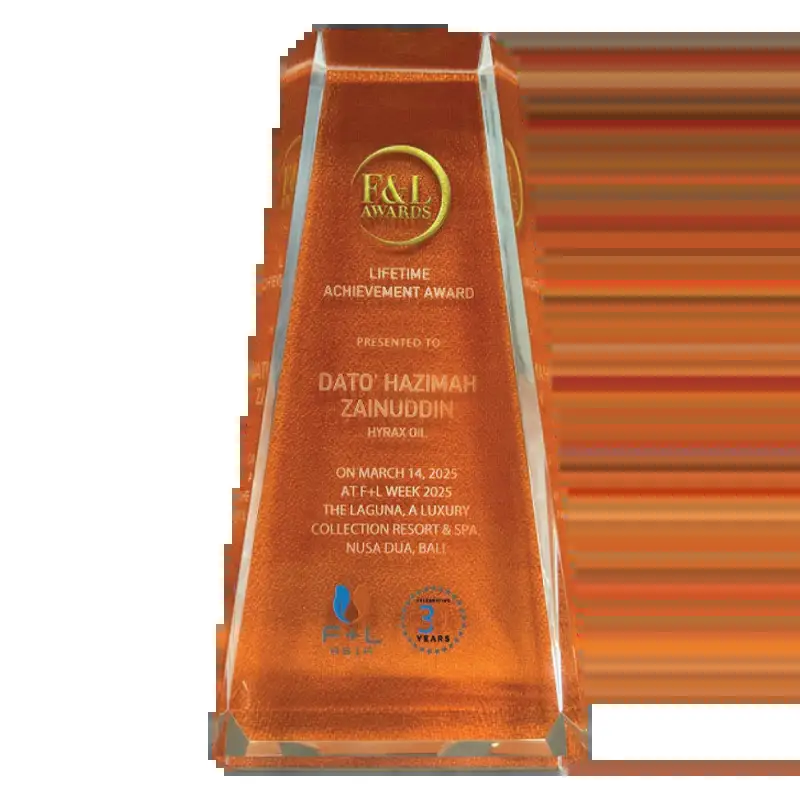 F&L
AWARDS
LIFETIME
ACHIEVEMENT AWARD
PRESENTED TO
DATO' HAZIMAH
ZAINUDDIN
HYRAX OIL
ON MARCH 14, 2025
AT F+L WEEK 2025
THE LAGUNA, A LUXURY
COLLECTION RESORT & SPA,
NUSA DUA, BALI
F+L
ASIA
CELEBRATING
YEARS